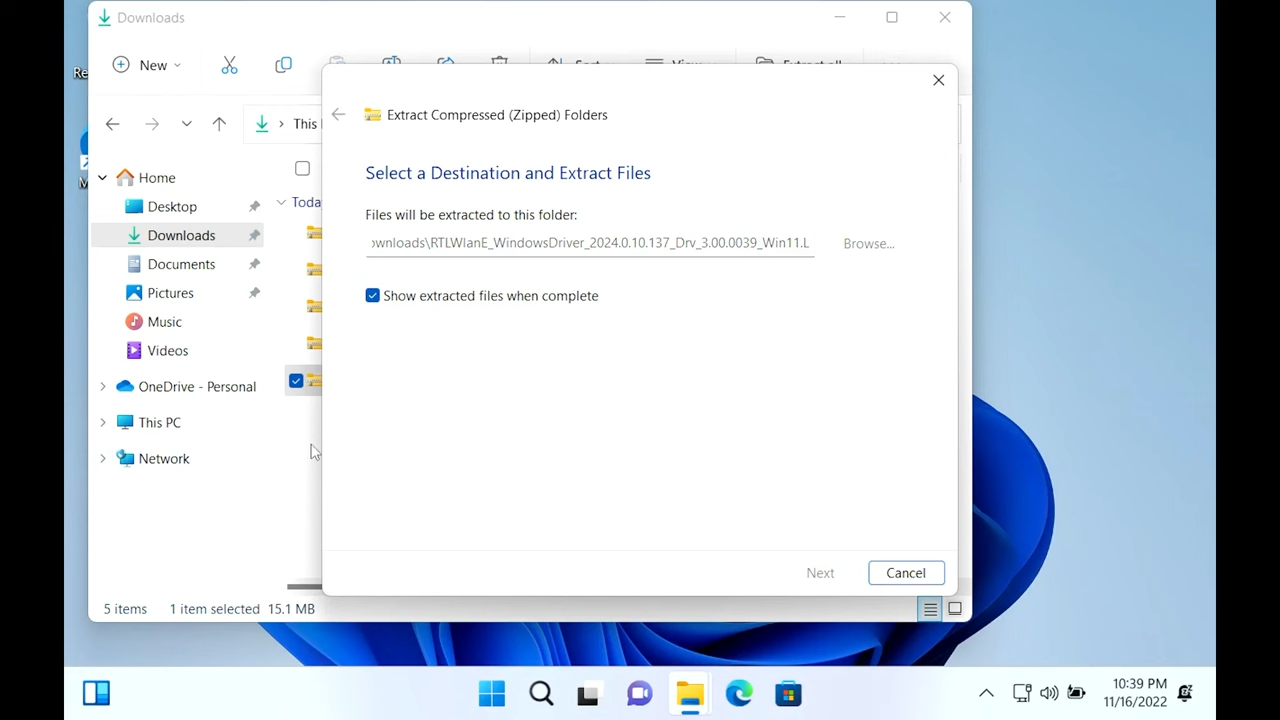 Downloads
New
Re
Extract Compressed (Zipped) Folders
This
Select a Destination and Extract Files
Home
Toda
Desktop
Files will be extracted to this folder:
Downloads
ownloads\RTLWlanE_WindowsDriver_2024.0.10.137_Drv_3.00.0039_Win11.L
Browse...
Documents
Pictures
Show extracted files when complete
Music
Videos
OneDrive - Personal
This PC
Network
Next
Cancel
5 items
1 item selected 15.1 MB
10:39 PM
11/16/2022